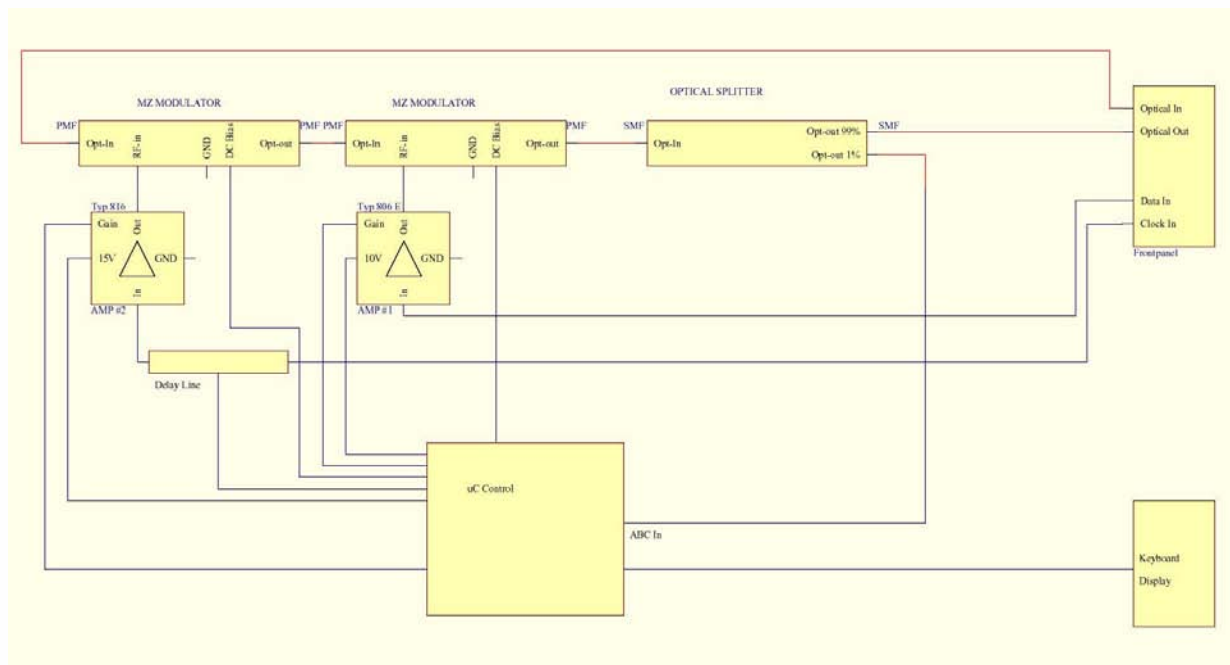 OPTICAL SPLITTER
MZ MODULATOR
MZ MODULATOR
PMF
PMF
PMF
PMF
SMF
SMF
Opt-In
RF-in
GND
DC Bias
Opt-out
Opt-In
RF-in
GND
DC Bias
Opt-out
Opt-In
Opt-out 99%
Opt-out 1%
Optical In
Optical Out
Data In
Clock In
Frontpanel
Typ 816
Gain
Out
15V
GND
In
AMP #2
Typ 806 E
Gain
Out
10V
GND
In
AMP #1
Delay Line
uC Control
ABC In
Keyboard
Display